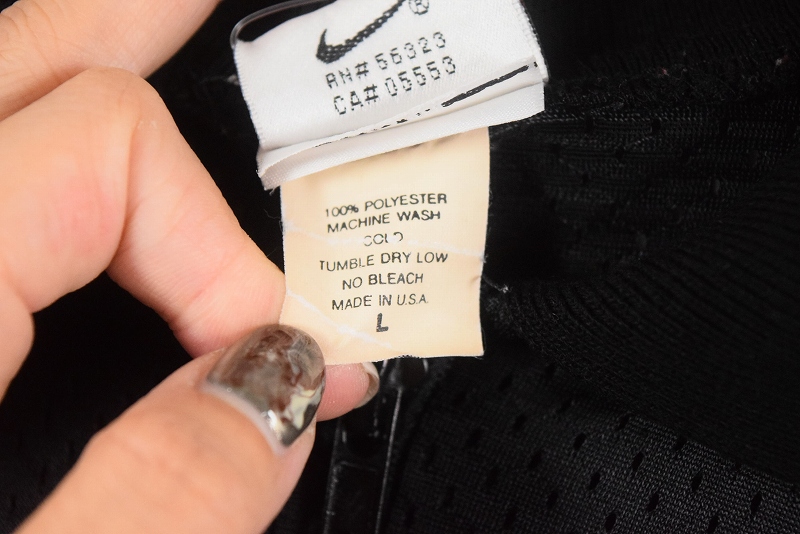 ®
RN# 56323
CA# 05553
100% POLYESTER
MACHINE WASH
COLD
TUMBLE DRY LOW
NO BLEACH
MADE IN U.S.A.
L